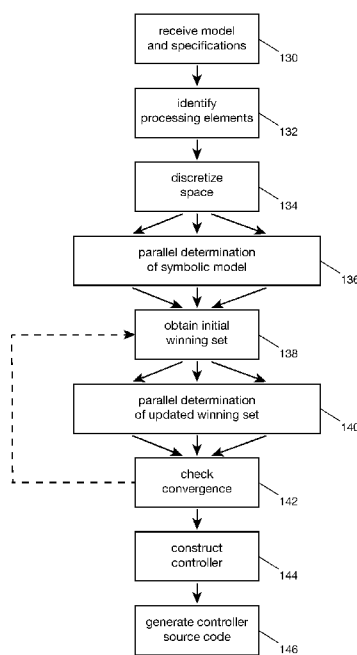 receive model
and specifications
130
identify
processing elements
132
discretize
space
134
parallel determination
of symbolic model
136
obtain initial
winning set
138
parallel determination
of updated winning set
140
check
convergence
142
construct
controller
144
generate controller
source code
146